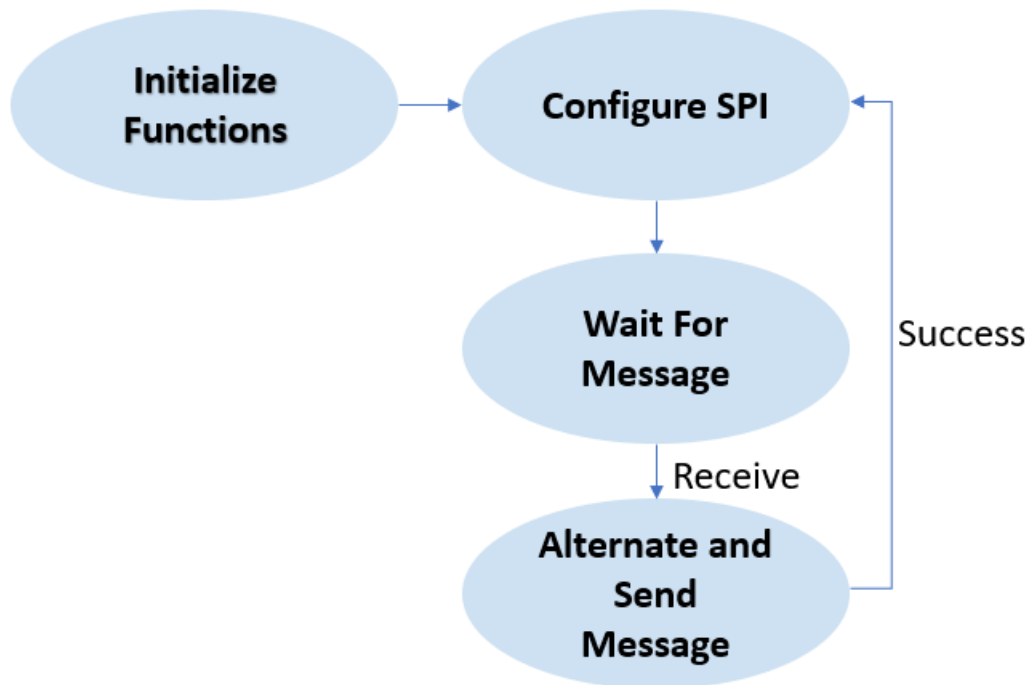 Initialize
Functions
Configure SPI
Wait For
Message
Success
Receive
Alternate and
Send
Message